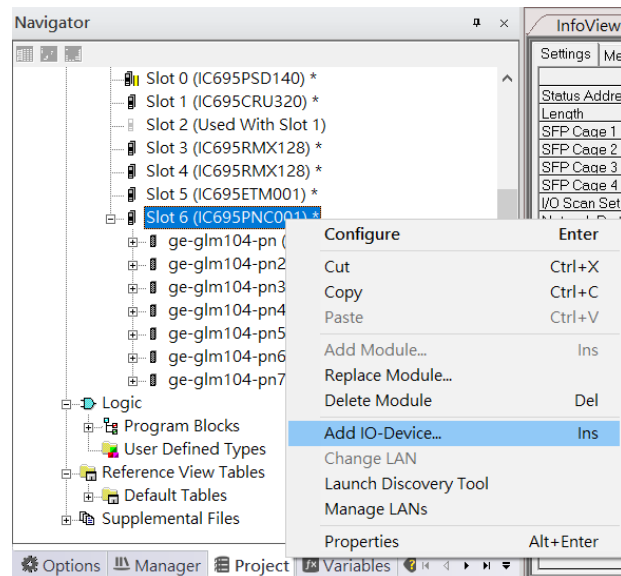 Navigator
InfoView
Settings
Slot 0 (IC695PSD140) *
Slot 1 (IC695CRU320) *
Slot 2 (Used With Slot 1)
Slot 3 (IC695RMX128) *
Slot 4 (IC695RMX128) *
Slot 5 (IC695ETM001) *
Slot 6 (IC695PNC001) *
ge-glm104-pn (
ge-glm104-pn2
ge-glm104-pn3
ge-glm104-pn4
ge-glm104-pn5
ge-glm104-pn6
ge-glm104-pn7
Logic
Program Blocks
User Defined Types
Reference View Tables
Default Tables
Supplemental Files
Options Manager Project Variables
Status Addre
Length
SFP Cage 1
SFP Cage 2
SFP Cage 3
SFP Cage 4
I/O Scan Set
Configure Enter
Cut Ctrl+X
Copy Ctrl+C
Paste Ctrl+V
Add Module... Ins
Replace Module...
Delete Module Del
Add IO-Device... Ins
Change LAN
Launch Discovery Tool
Manage LANs
Properties Alt+Enter